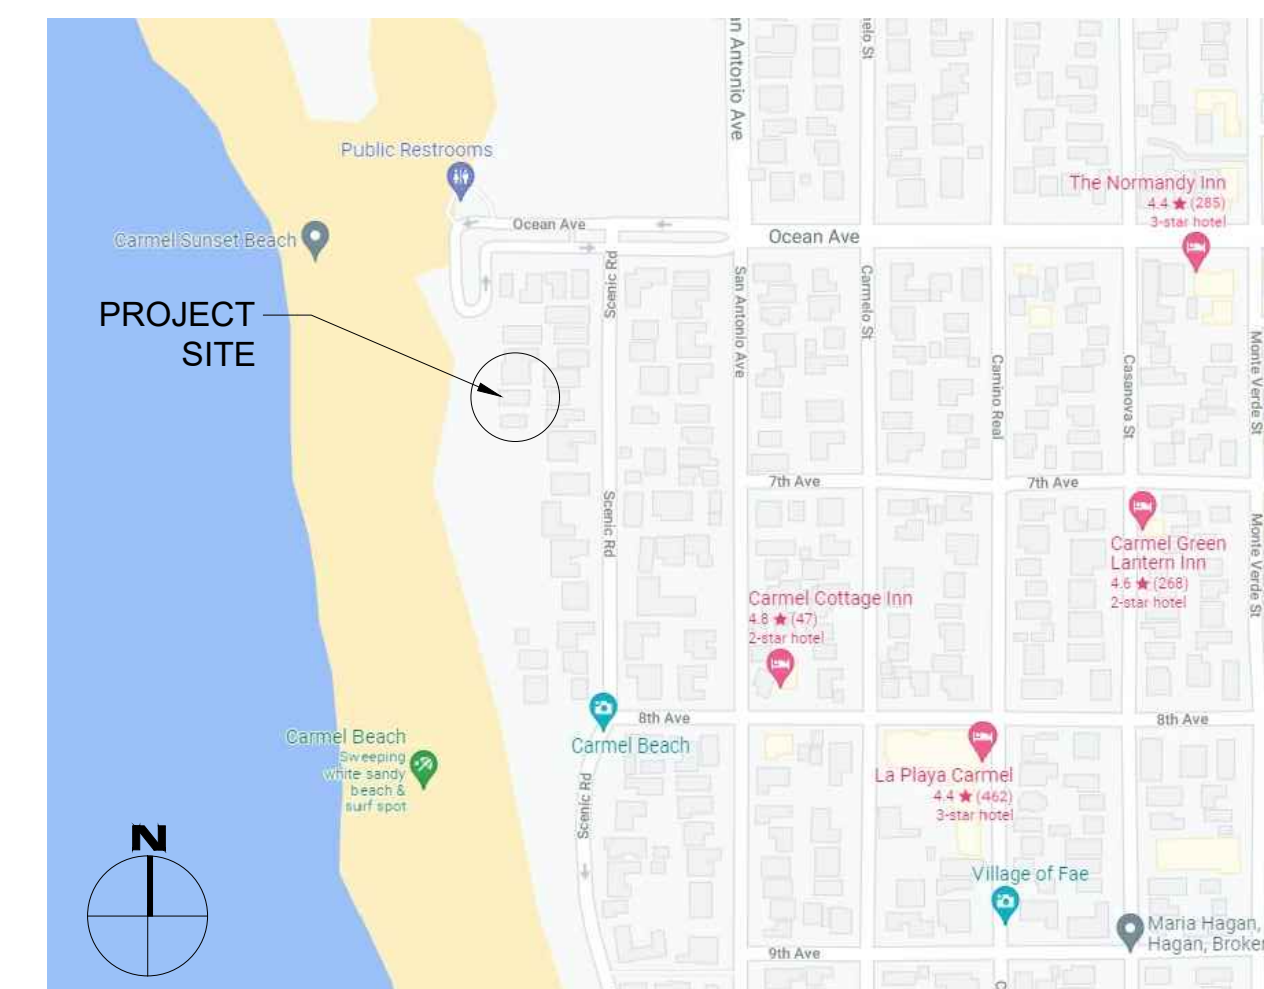 an Antonio Ave
elo St
Public Restrooms
The Normandy Inn
4.4 ★ (285)
3-star hotel
Ocean Ave
Ocean Ave
Carmel Sunset Beach
PROJECT
SITE
Scenic Rd
San Antonio Ave
Carmelo St
Camino Real
Casanova St
Monte Verde St
7th Ave
7th Ave
Scenic Rd
Monte Verde St
Carmel Green
Lantern Inn
4.6 ★ (268)
2-star hotel
Carmel Cottage Inn
4.8 ★ (47)
2-star hotel
8th Ave
8th Ave
Carmel Beach
Carmel Beach
Sweeping
white sandy
beach &
surf spot
La Playa Carmel
4.4 ★ (462)
3-star hotel
Scenic Rd
N
Village of Fae
Maria Hagan,
Hagan, Broker
9th Ave
C